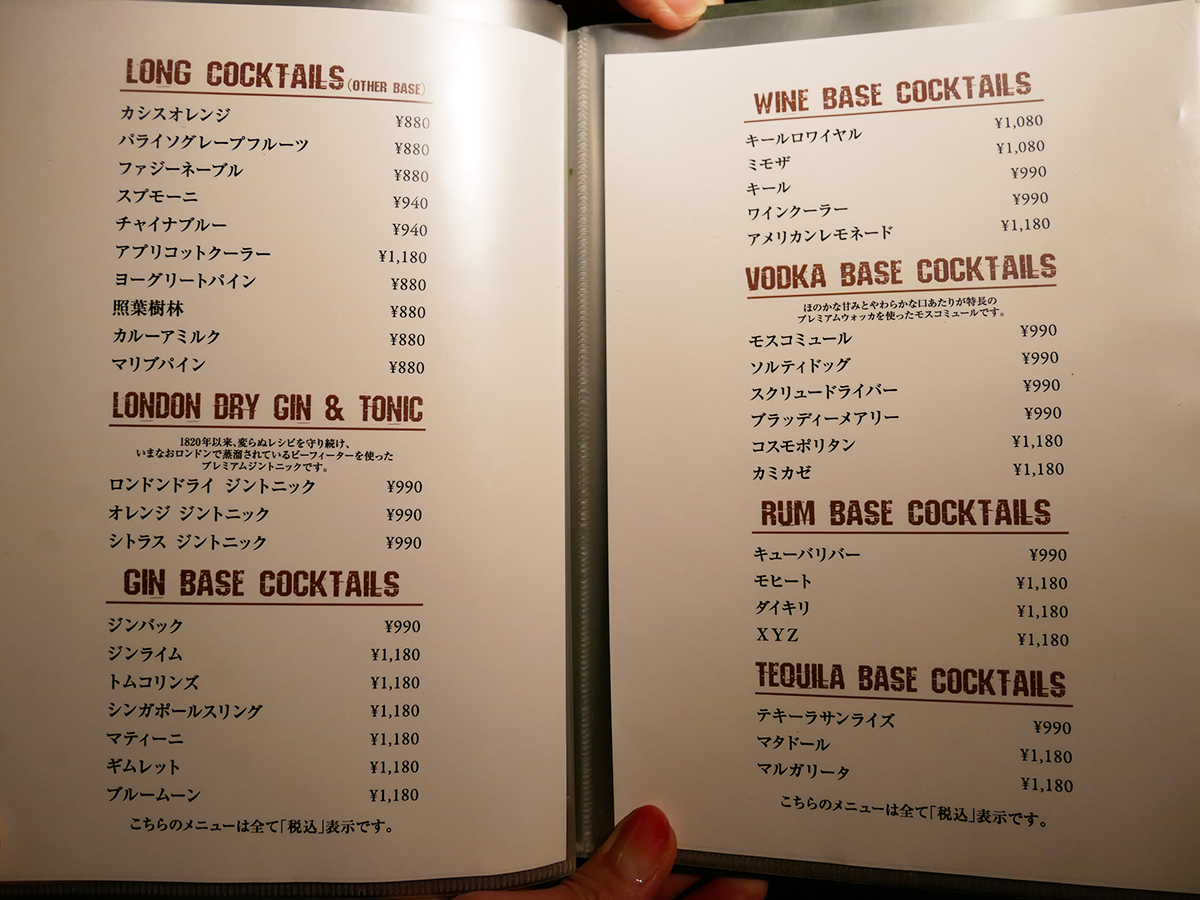 LONG COCKTAILS (OTHER BASE)
カシスオレンジ ¥880
パライソグレープフルーツ ¥880
ファジーネーブル ¥880
スプモーニ ¥940
チャイナブルー ¥940
アプリコットクーラー ¥1,180
ヨーグリートパイン ¥880
照葉樹林 ¥880
カルーアミルク ¥880
マリブパイン ¥880
LONDON DRY GIN & TONIC
1820年以来、変らぬレシピを守り続け、
いまなおロンドンで蒸溜されているビーフィーターを使った
プレミアムジントニックです。
ロンドンドライ ジントニック ¥990
オレンジ ジントニック ¥990
シトラス ジントニック ¥990
GIN BASE COCKTAILS
ジンバック ¥990
ジンライム ¥1,180
トムコリンズ ¥1,180
シンガポールスリング ¥1,180
マティーニ ¥1,180
ギムレット ¥1,180
ブルームーン ¥1,180
こちらのメニューは全て「税込」表示です。
WINE BASE COCKTAILS
キールロワイヤル ¥1,080
ミモザ ¥1,080
キール ¥990
ワインクーラー ¥990
アメリカンレモネード ¥1,180
VODKA BASE COCKTAILS
ほのかな甘みとやわらかな口あたりが特長の
プレミアムウォッカを使ったモスコミュールです。
モスコミュール ¥990
ソルティドッグ ¥990
スクリュードライバー ¥990
ブラッディーメアリー ¥990
コスモポリタン ¥1,180
カミカゼ ¥1,180
RUM BASE COCKTAILS
キューバリバー ¥990
モヒート ¥1,180
ダイキリ ¥1,180
XYZ ¥1,180
TEQUILA BASE COCKTAILS
テキーラサンライズ ¥990
マタドール ¥1,180
マルガリータ ¥1,180
こちらのメニューは全て「税込」表示です。